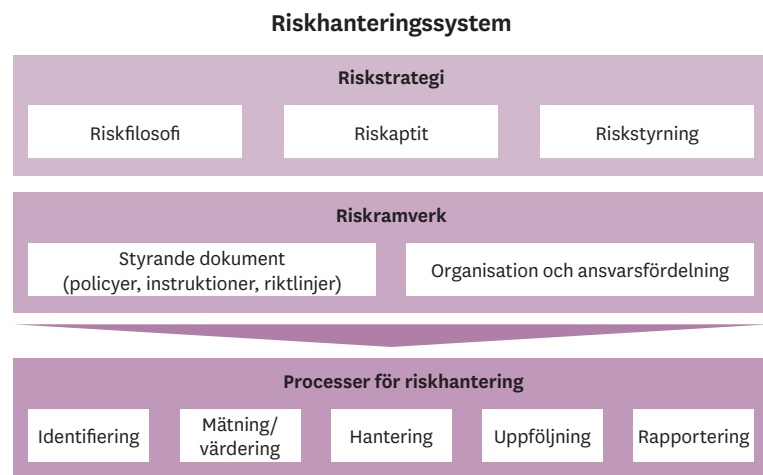 Riskhanteringssystem
Riskstrategi
Riskfilosofi
Riskaptit
Riskstyrning
Riskramverk
Styrande dokument
(policyer, instruktioner, riktlinjer)
Organisation och ansvarsfördelning
Processer för riskhantering
Identifiering
Mätning/
värdering
Hantering
Uppföljning
Rapportering